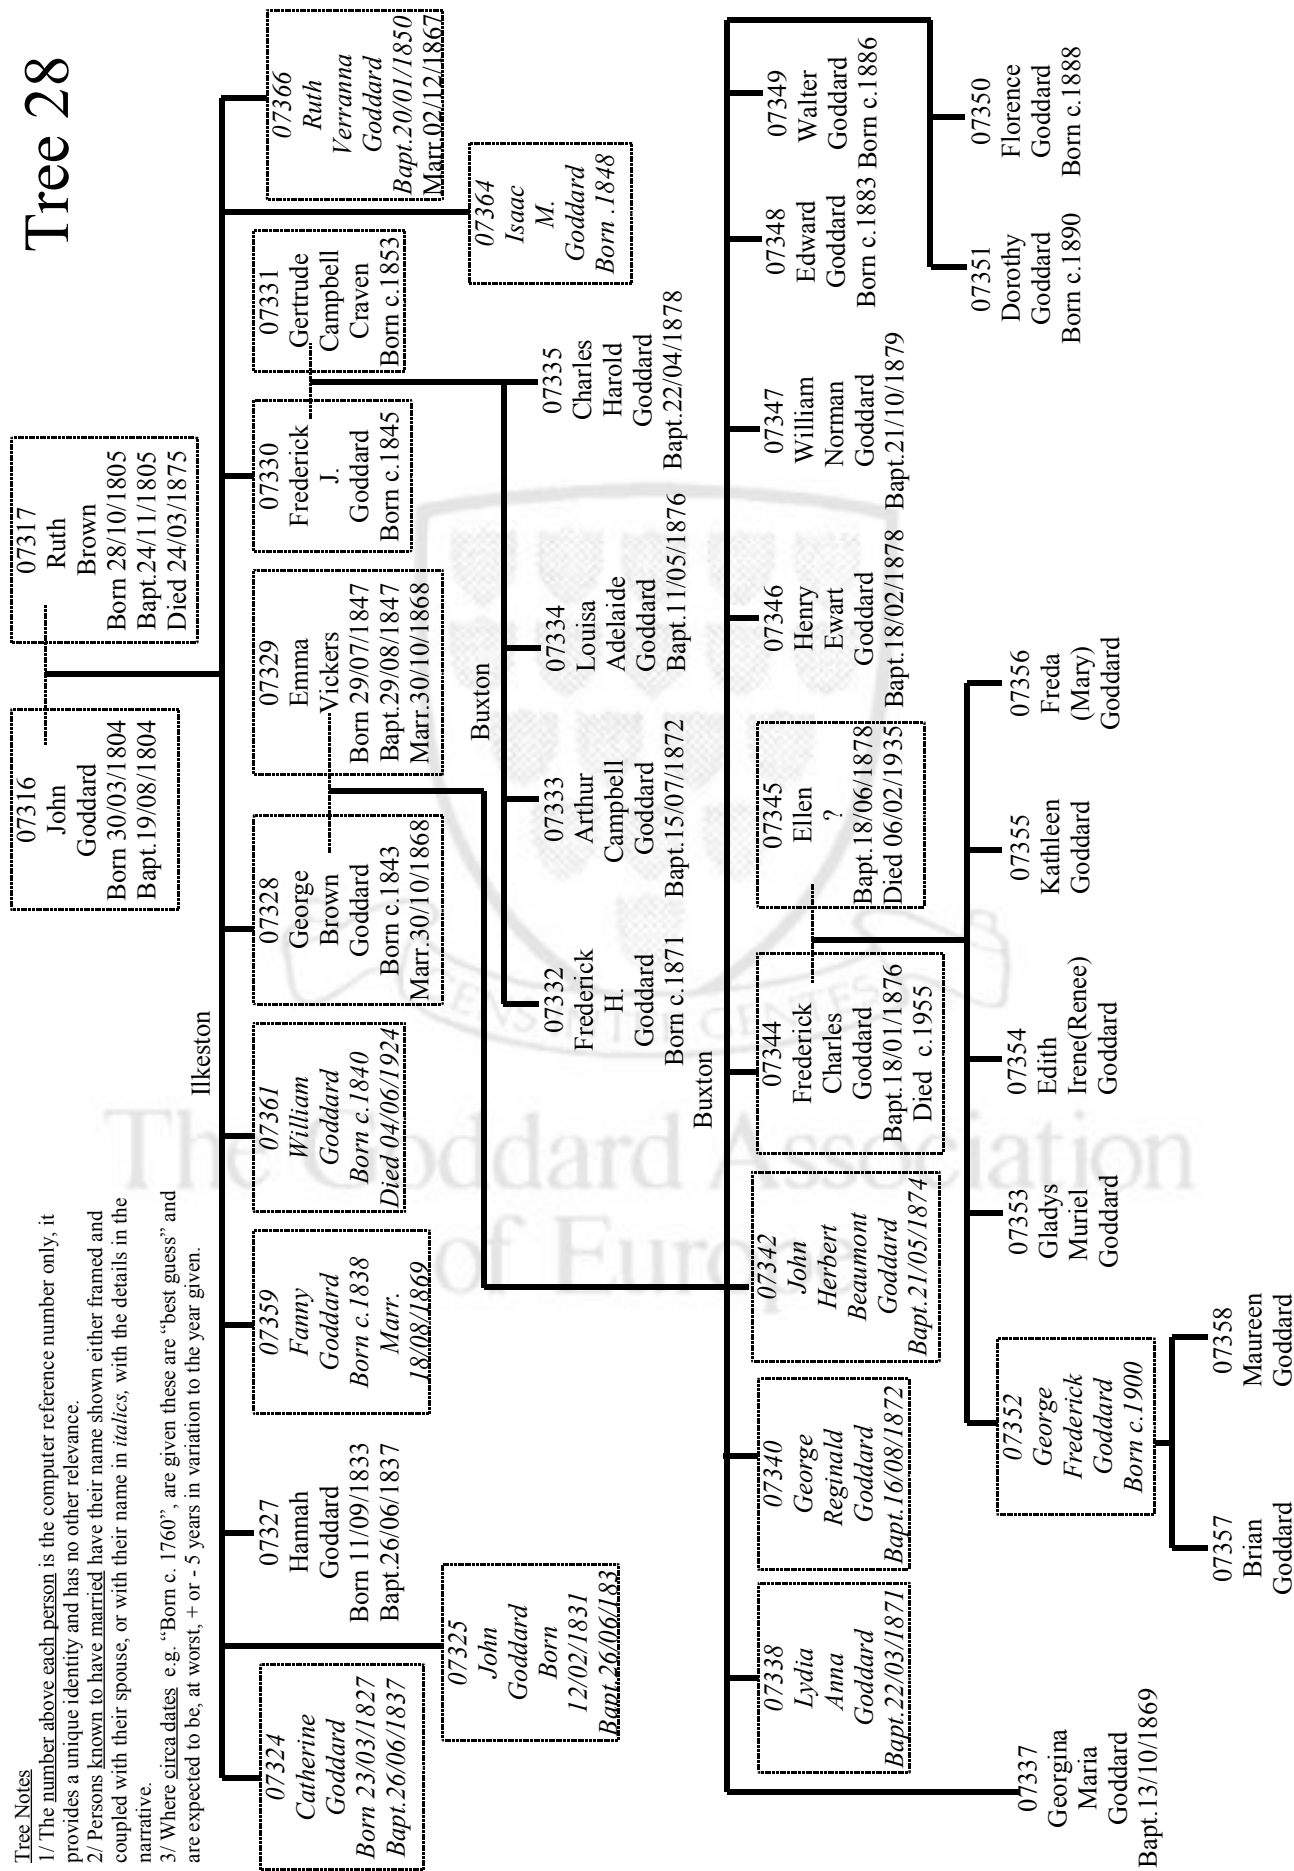 Tree 28
Tree Notes
1/ The number above each person is the computer reference number only, it
provides a unique identity and has no other relevance.
2/ Persons known to have married have their name shown either framed and
coupled with their spouse, or with their name in italics, with the details in the
narrative.
3/ Where circa dates e.g. “Born c. 1760”, are given these are “best guess” and
are expected to be, at worst, + or - 5 years in variation to the year given.
07316
John
Goddard
Born 30/03/1804
Bapt.19/08/1804
07317
Ruth
Brown
Born 28/10/1805
Bapt.24/11/1805
Died 24/03/1875
Ilkeston
07324
Catherine
Goddard
Born 23/03/1827
Bapt.26/06/1837
07325
John
Goddard
Born
12/02/1831
Bapt.26/06/183
07327
Hannah
Goddard
Born 11/09/1833
Bapt.26/06/1837
07359
Fanny
Goddard
Born c.1838
Marr.
18/08/1869
07361
William
Goddard
Born c.1840
Died 04/06/1924
07328
George
Brown
Goddard
Born c.1843
Marr.30/10/1868
07329
Emma
Vickers
Born 29/07/1847
Bapt.29/08/1847
Marr.30/10/1868
07330
Frederick
J.
Goddard
Born c.1845
07331
Gertrude
Campbell
Craven
Born c.1853
07364
Isaac
M.
Goddard
Born .1848
07366
Ruth
Verranna
Goddard
Bapt.20/01/1850
Marr.02/12/1867
Buxton
07332
Frederick
H.
Goddard
Born c.1871
07333
Arthur
Campbell
Goddard
Bapt.15/07/1872
07334
Louisa
Adelaide
Goddard
Bapt.11/05/1876
07335
Charles
Harold
Goddard
Bapt.22/04/1878
Buxton
07337
Georgina
Maria
Goddard
Bapt.13/10/1869
07338
Lydia
Anna
Goddard
Bapt.22/03/1871
07340
George
Reginald
Goddard
Bapt.16/08/1872
07342
John
Herbert
Beaumont
Goddard
Bapt.21/05/1874
07344
Frederick
Charles
Goddard
Bapt.18/01/1876
Died c.1955
07345
Ellen
?
Bapt.18/06/1878
Died 06/02/1935
07346
Henry
Ewart
Goddard
Bapt.18/02/1878
07347
William
Norman
Goddard
Bapt.21/10/1879
07348
Edward
Goddard
Born c.1883
07349
Walter
Goddard
Born c.1886
07351
Dorothy
Goddard
Born c.1890
07350
Florence
Goddard
Born c.1888
07352
George
Frederick
Goddard
Born c.1900
07353
Gladys
Muriel
Goddard
07354
Edith
Irene(Renee)
Goddard
07355
Kathleen
Goddard
07356
Freda
(Mary)
Goddard
07357
Brian
Goddard
07358
Maureen
Goddard
The Goddard Association
of Europe